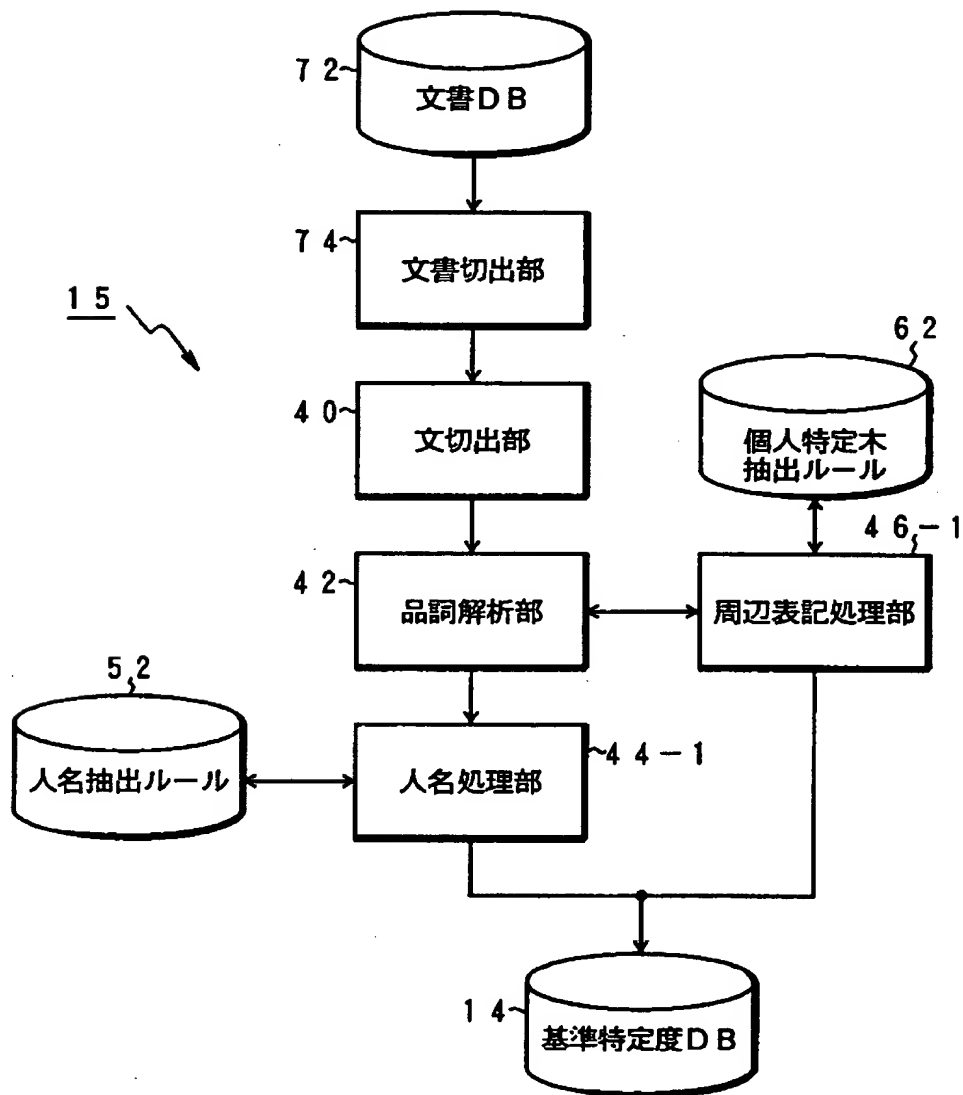 ７２
文書ＤＢ
７４
文書切出部
１５
４０
文切出部
６２
個人特定木
抽出ルール
４６－１
４２
品詞解析部
周辺表記処理部
５２
人名抽出ルール
４４－１
人名処理部
１４
基準特定度ＤＢ